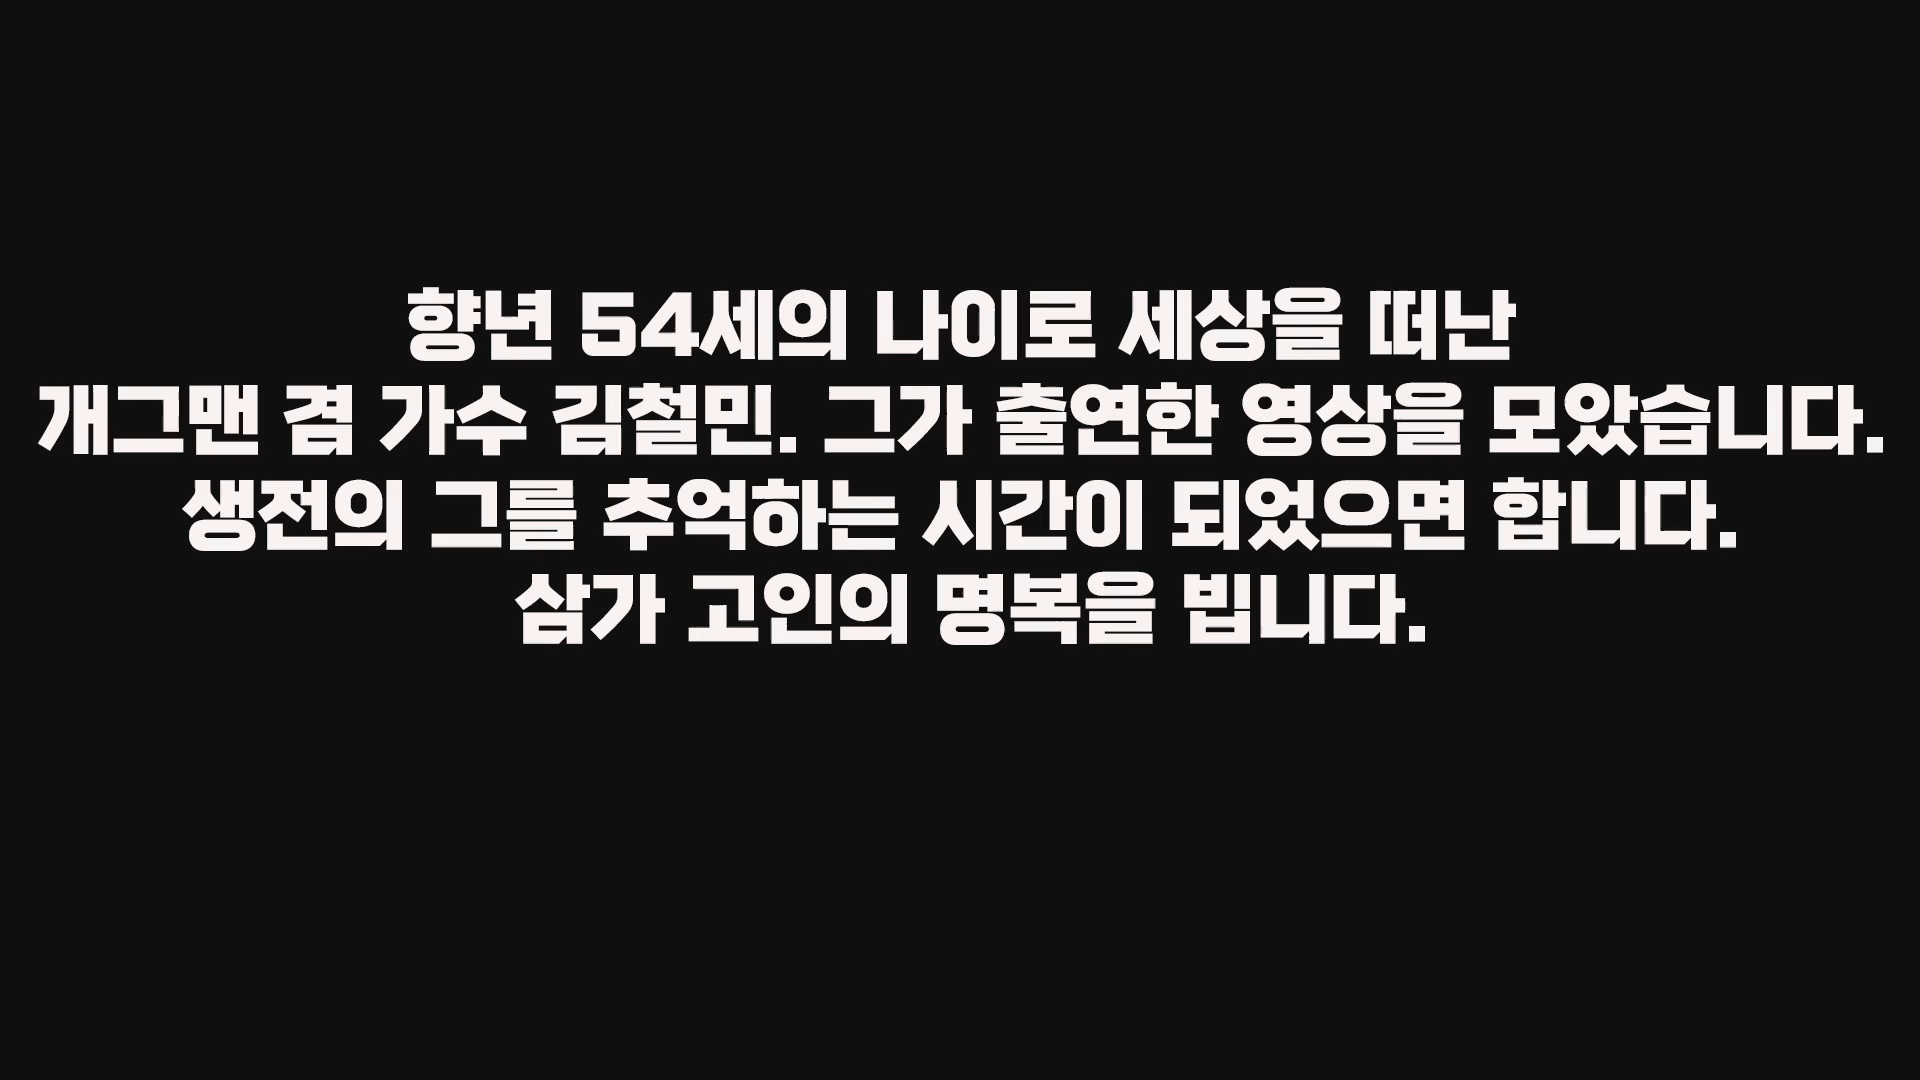 향년 54세의 나이로 세상을 떠난
개그맨 겸 가수 김철민. 그가 출연한 영상을 모았습니다.
생전의 그를 추억하는 시간이 되었으면 합니다.
삼가 고인의 명복을 빕니다.